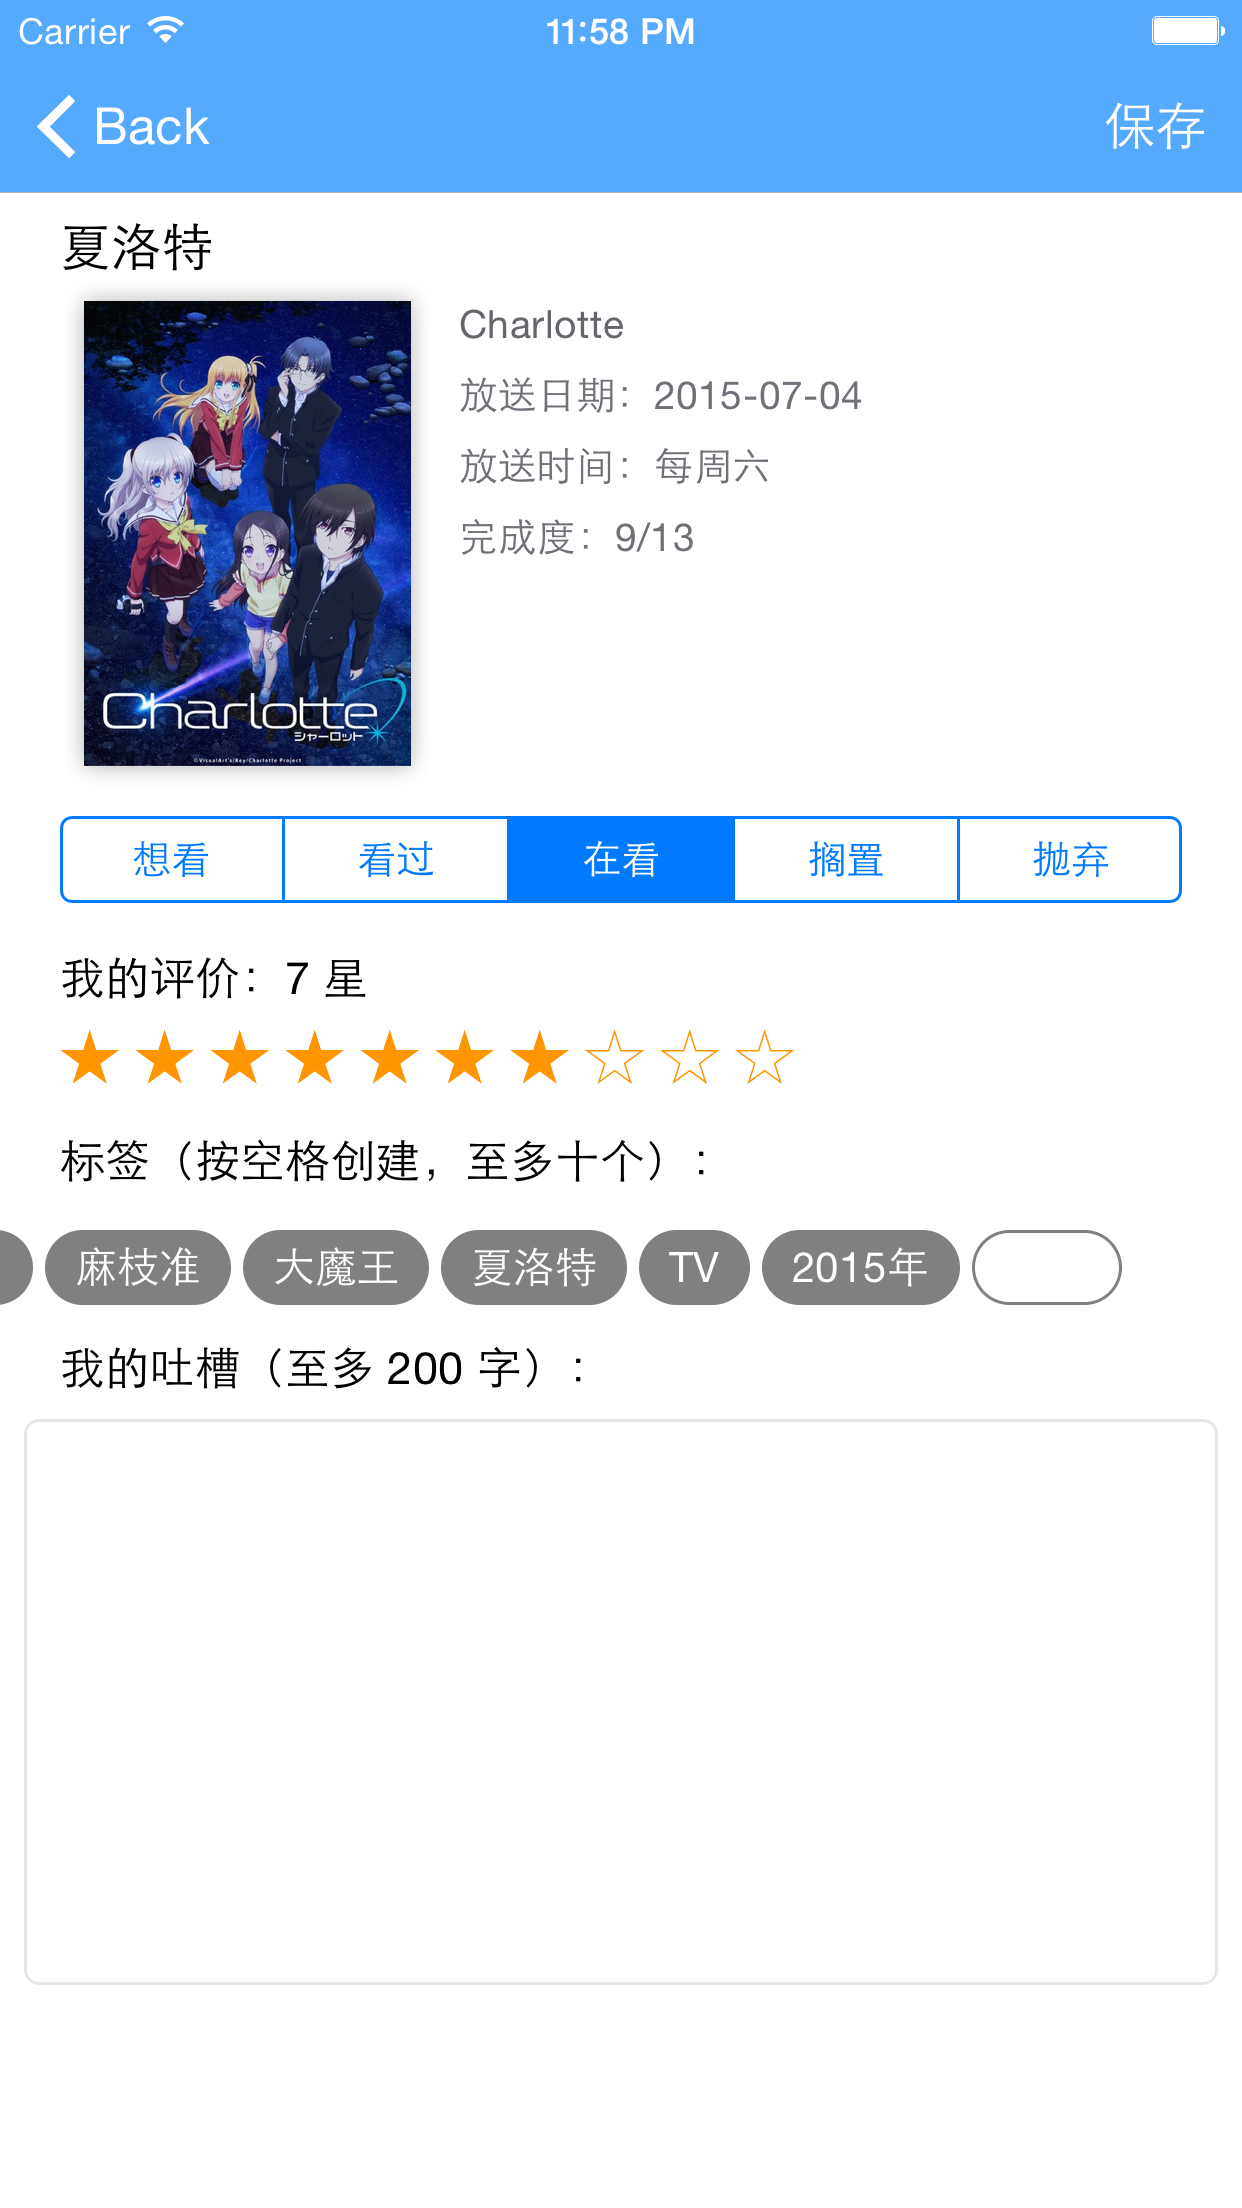 Carrier 11:58 PM
Back 保存
夏洛特
Charlotte
放送日期：2015-07-04
放送时间：每周六
完成度：9/13
Charlotte
シャーロット
©VisualArt's/Key/Charlotte Project
想看 看过 在看 搁置 抛弃
我的评价：7 星
★★★★★★★☆☆☆
标签（按空格创建，至多十个）：
麻枝准 大魔王 夏洛特 TV 2015年
我的吐槽（至多 200 字）：